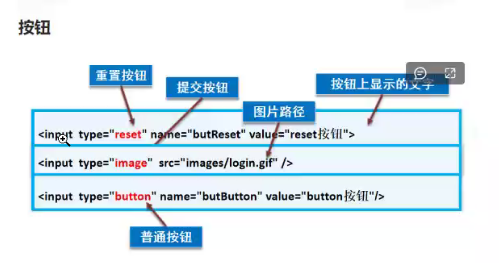 按钮
重置按钮
提交按钮
按钮上显示的文字
图片路径
<input type="reset" name="butReset" value="reset按钮">
<input type="image" src="images/login.gif" />
<input type="button" name="butButton" value="button按钮"/>
普通按钮